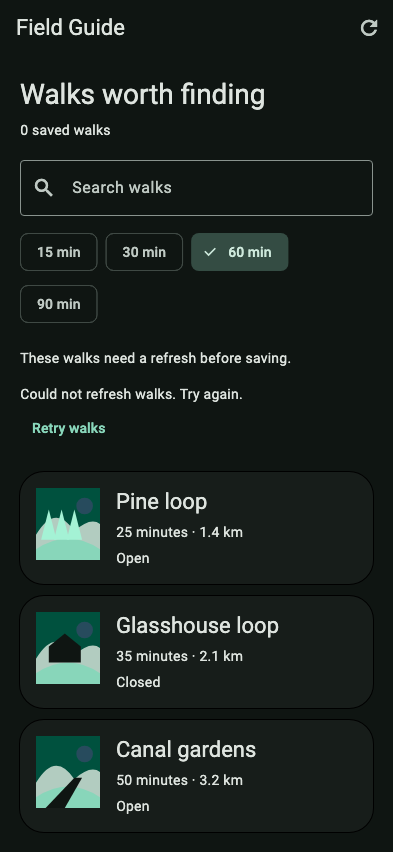 Field Guide
Walks worth finding
0 saved walks
Search walks
15 min
30 min
60 min
90 min
These walks need a refresh before saving.
Could not refresh walks. Try again.
Retry walks
Pine loop
25 minutes · 1.4 km
Open
Glasshouse loop
35 minutes · 2.1 km
Closed
Canal gardens
50 minutes · 3.2 km
Open